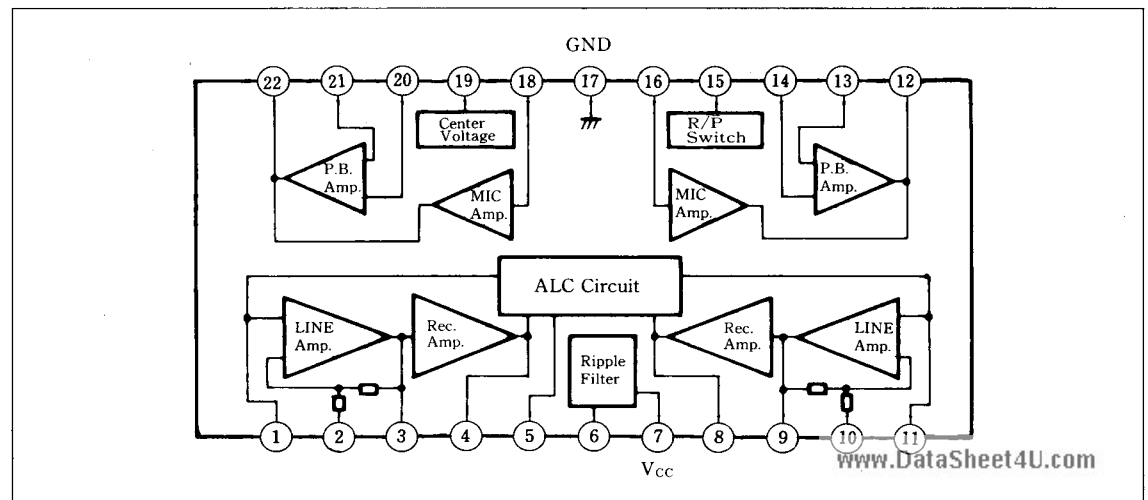 GND
22 21 20 19 18 17 16 15 14 13 12
Center
Voltage
R/P
Switch
P.B.
Amp.
MIC
Amp.
MIC
Amp.
P.B.
Amp.
ALC Circuit
LINE
Amp.
Rec.
Amp.
Ripple
Filter
Rec.
Amp.
LINE
Amp.
1 2 3 4 5 6 7 8 9 10 11
VCC
www.DataSheet4U.com